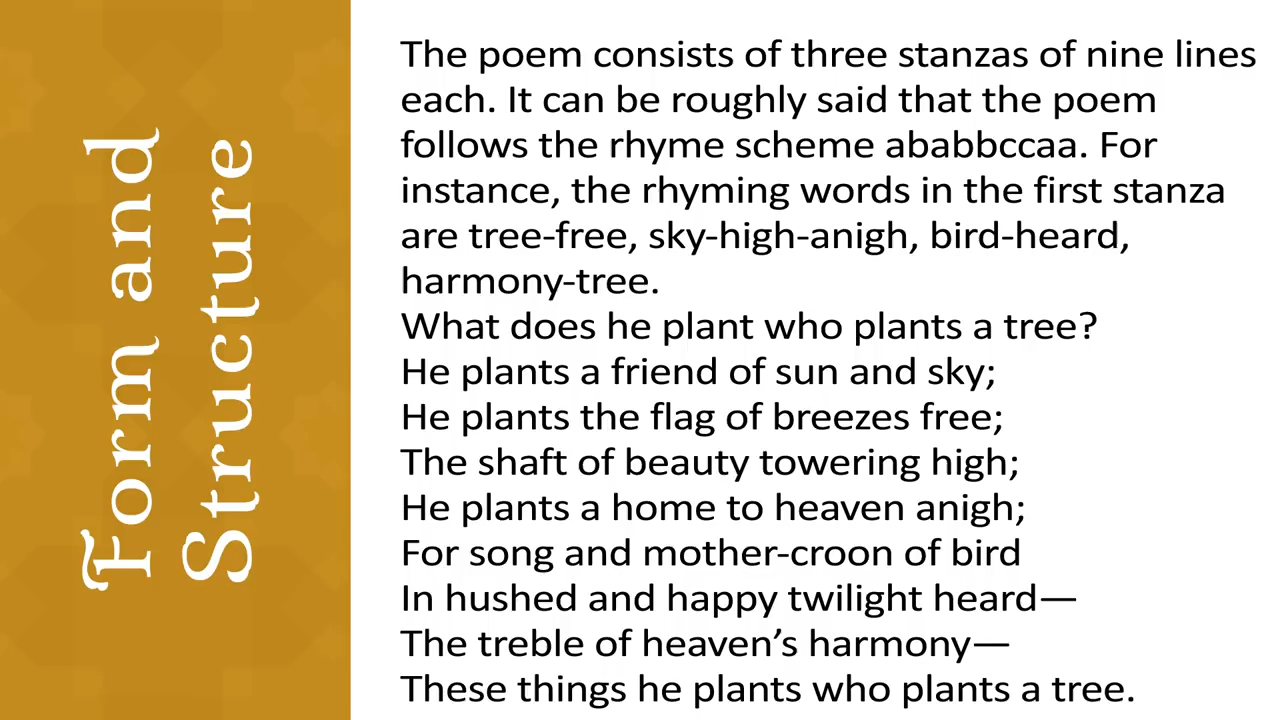 Form and
Structure
The poem consists of three stanzas of nine lines
each. It can be roughly said that the poem
follows the rhyme scheme ababbccaa. For
instance, the rhyming words in the first stanza
are tree-free, sky-high-anigh, bird-heard,
harmony-tree.
What does he plant who plants a tree?
He plants a friend of sun and sky;
He plants the flag of breezes free;
The shaft of beauty towering high;
He plants a home to heaven anigh;
For song and mother-croon of bird
In hushed and happy twilight heard—
The treble of heaven’s harmony—
These things he plants who plants a tree.